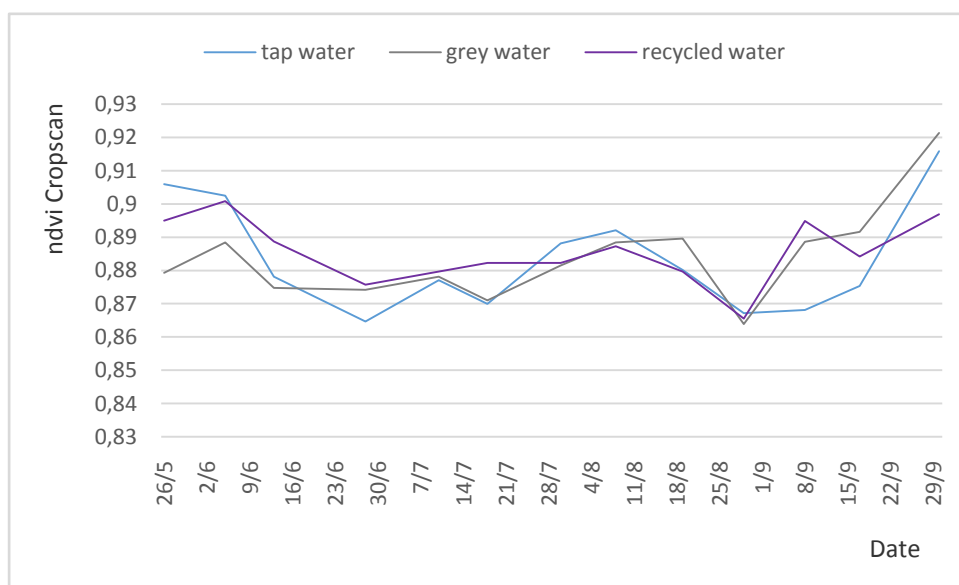 tap water grey water recycled water
ndvi Cropscan
0,93
0,92
0,91
0,9
0,89
0,88
0,87
0,86
0,85
0,84
0,83
26/5 2/6 9/6 16/6 23/6 30/6 7/7 14/7 21/7 28/7 4/8 11/8 18/8 25/8 1/9 8/9 15/9 22/9 29/9
Date